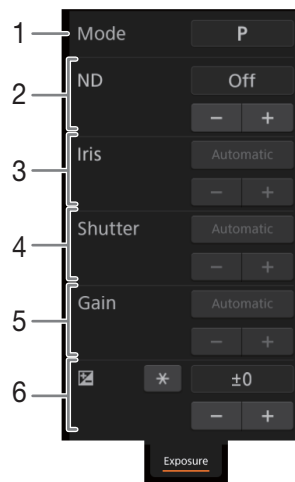 1 Mode P
2 ND Off
− +
3 Iris Automatic
− +
4 Shutter Automatic
− +
5 Gain Automatic
− +
6 ±0
− +
Exposure